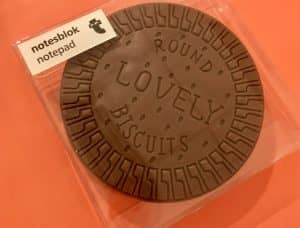 notesblok
notepad
ROUND
LOVELY
BISCUITS